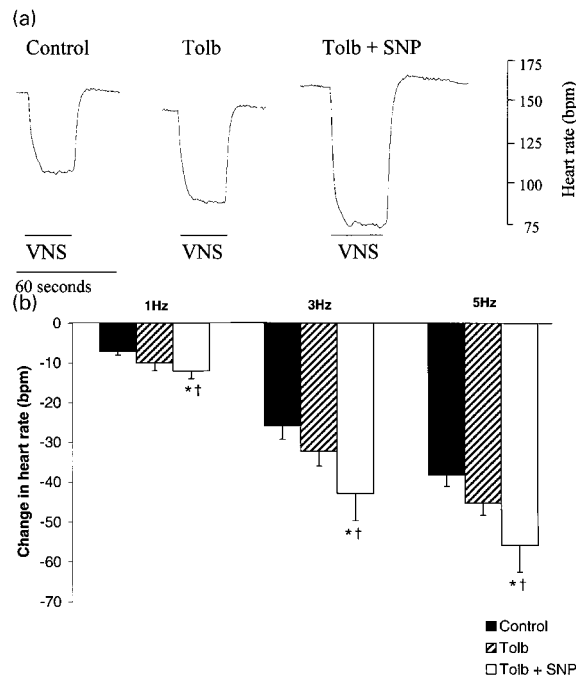 (a)
Control
Tolb
Tolb + SNP
175
150
125
100
75
Heart rate (bpm)
VNS
VNS
VNS
60 seconds
(b)
1Hz
3Hz
5Hz
0
-10
-20
-30
-40
-50
-60
-70
Change in heart rate (bpm)
*†
*†
*†
Control
Tolb
Tolb + SNP